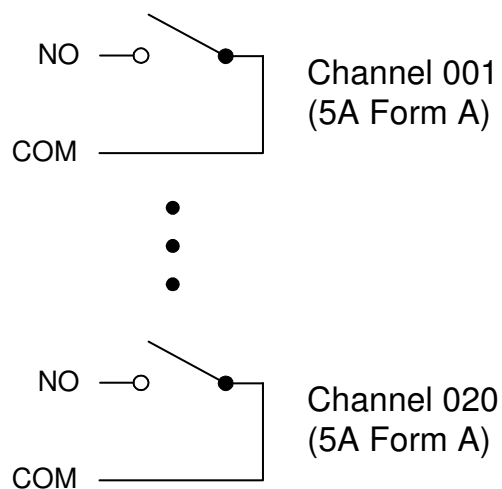 NO
Channel 001
(5A Form A)
COM
NO
Channel 020
(5A Form A)
COM